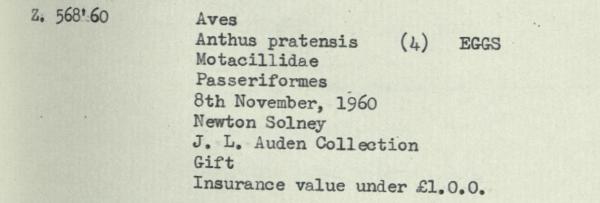 Z. 568'60 Aves
Anthus pratensis (4) EGGS
Motacillidae
Passeriformes
8th November, 1960
Newton Solney
J. L. Auden Collection
Gift
Insurance value under £1.0.0.